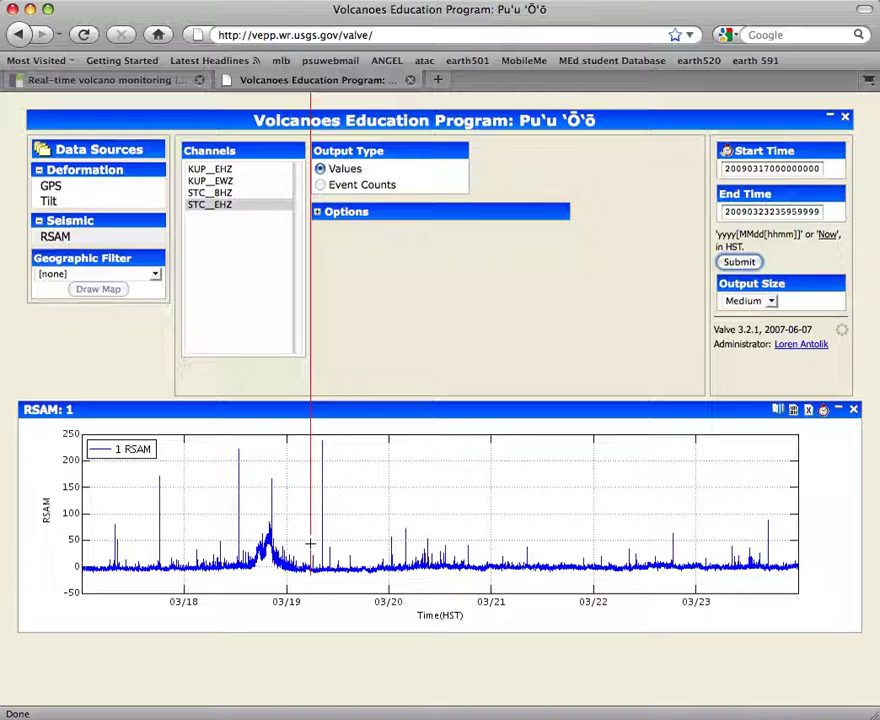 Volcanoes Education Program: Puʻu ʻŌʻō
http://vepp.wr.usgs.gov/valve/
Google
Most Visited
Getting Started
Latest Headlines
mlb
psuwebmail
ANGEL
atac
earth501
MobileMe
MEd student Database
earth520
earth 591
Real-time volcano monitoring |...
Volcanoes Education Program: ...
Volcanoes Education Program: Puʻu ʻŌʻō
Data Sources
Deformation
GPS
Tilt
Seismic
RSAM
Geographic Filter
[none]
Draw Map
Channels
KUP__EHZ
KUP__EWZ
STC__BHZ
STC__EHZ
Output Type
Values
Event Counts
Options
Start Time
20090317000000000
End Time
20090323235959999
'yyyy[MMdd[hhmm]]' or 'Now',
in HST.
Submit
Output Size
Medium
Valve 3.2.1, 2007-06-07
Administrator: Loren Antolik
RSAM: 1
1 RSAM
RSAM
250
200
150
100
50
0
-50
03/18
03/19
03/20
03/21
03/22
03/23
Time(HST)
Done